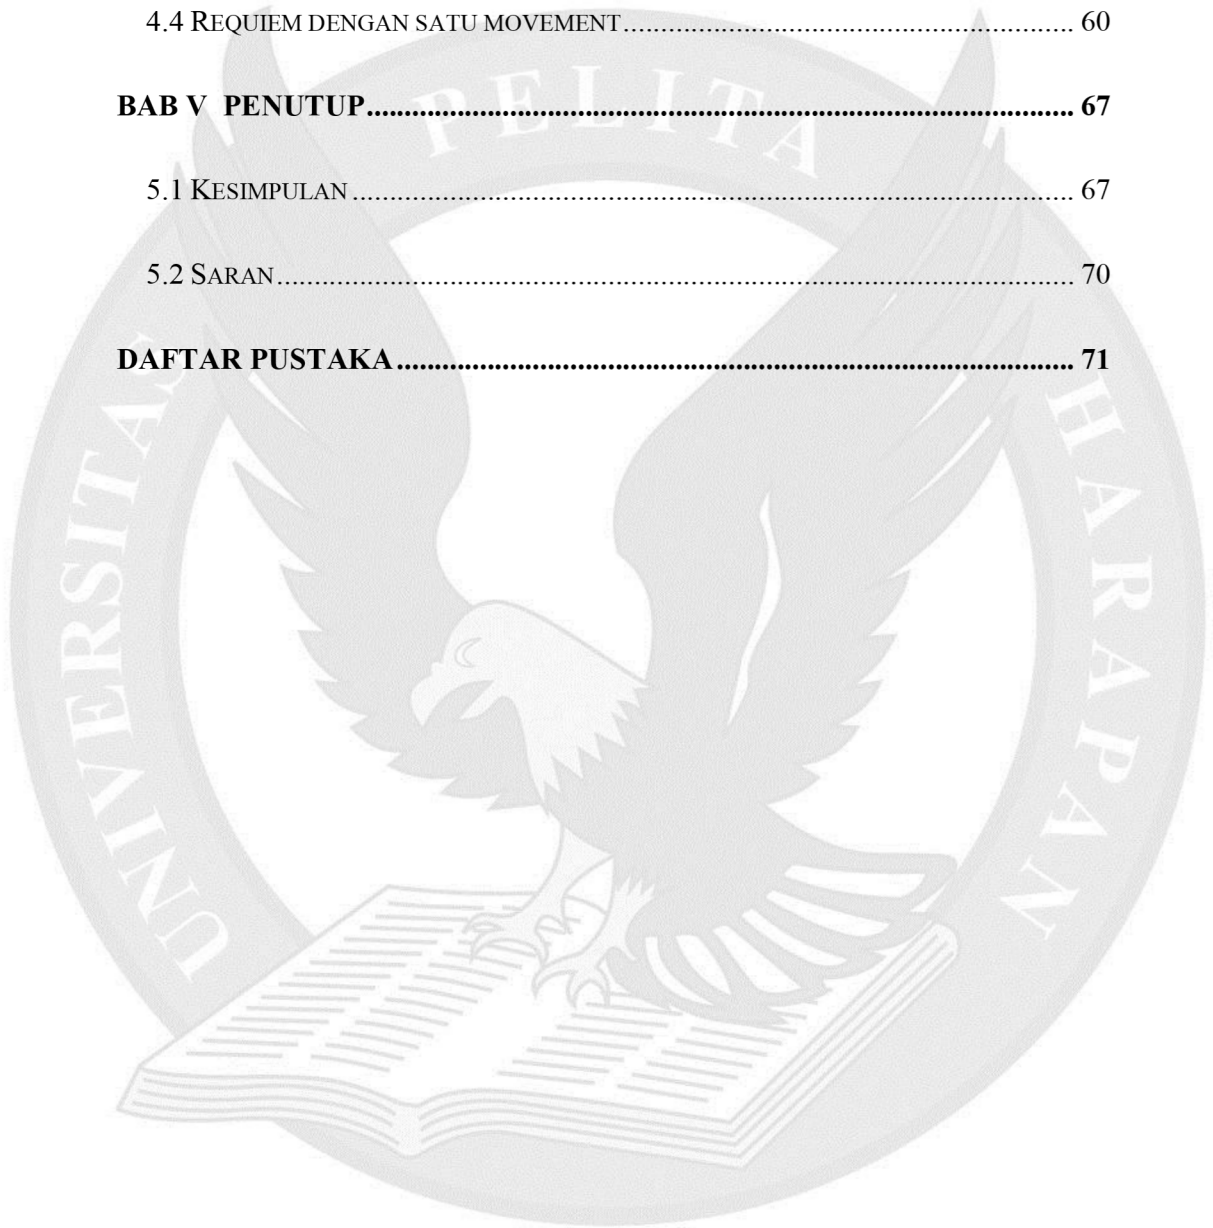 4.4 REQUIEM DENGAN SATU MOVEMENT.......................................................................... 60
BAB V  PENUTUP............................................................................................. 67
5.1 KESIMPULAN.............................................................................................. 67
5.2 SARAN........................................................................................................ 70
DAFTAR PUSTAKA......................................................................................... 71
UNIVERSITAS PELITA HARAPAN